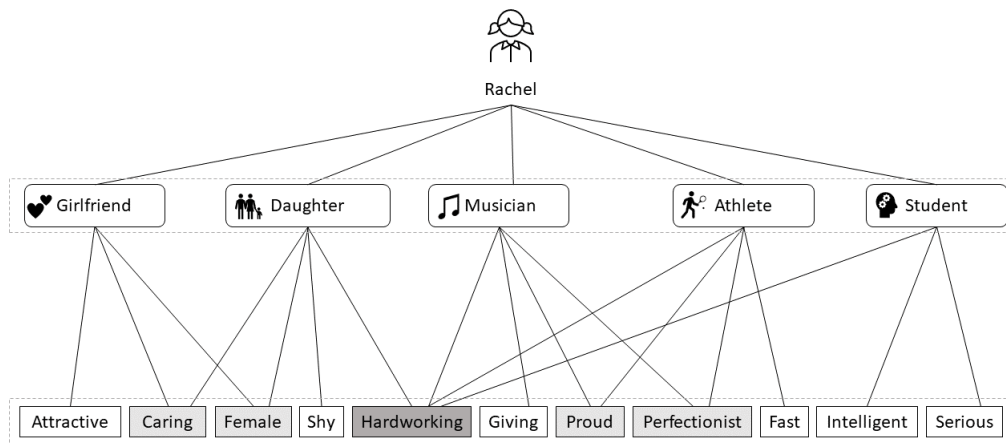 Rachel
Girlfriend Daughter Musician Athlete Student
Attractive Caring Female Shy Hardworking Giving Proud Perfectionist Fast Intelligent Serious